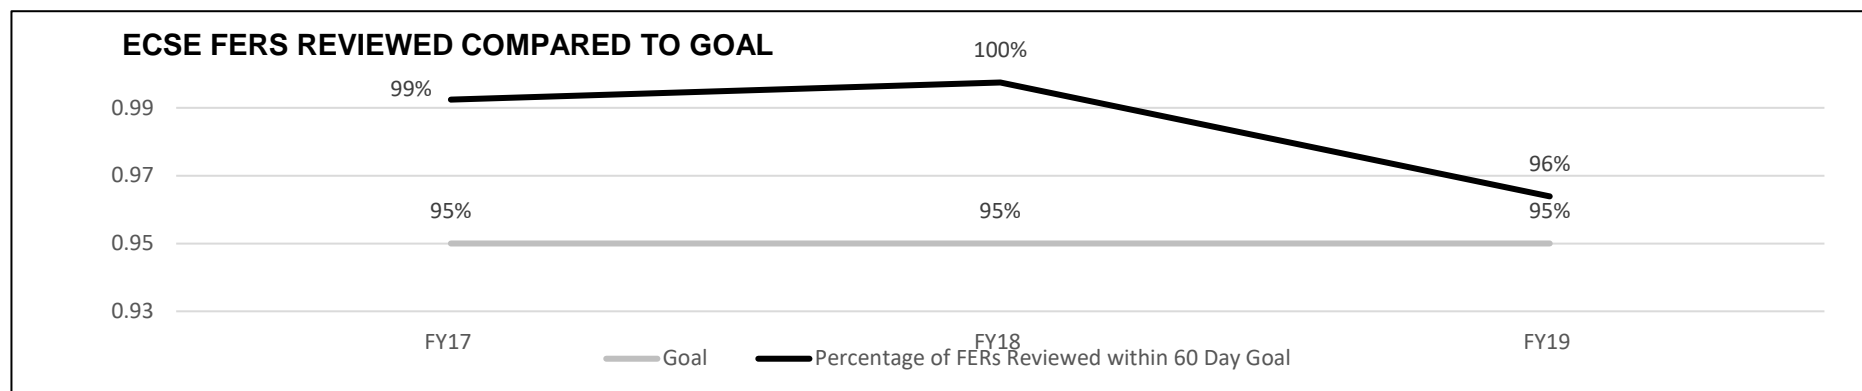 ECSE FERS REVIEWED COMPARED TO GOAL
100%
99%
0.99
96%
0.97
95%
95%
95%
0.95
0.93
FY17
FY18
FY19
Goal
Percentage of FERs Reviewed within 60 Day Goal